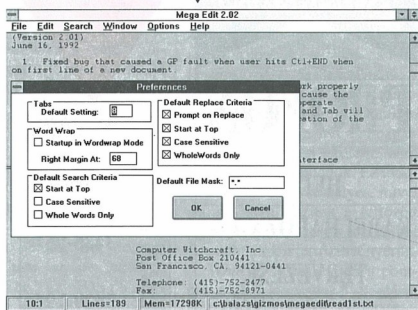 Mega Edit 2.02
File Edit Search Window Options Help
(Version 2.01)
June 16, 1992
1. Fixed bug that caused a GP fault when user hits Ctl+END when
on first line of a new document.
rk properly
cause the
perate
and Tab will
ation of the
terface
Preferences
Tabs
Default Setting:
Word Wrap
Startup in Wordwrap Mode
Right Margin At: 68
Default Search Criteria
Start at Top
Case Sensitive
Whole Words Only
Default Replace Criteria
Prompt on Replace
Start at Top
Case Sensitive
WholeWords Only
Default File Mask: *.*
OK Cancel
Computer Witchcraft, Inc.
Post Office Box 210441
San Francisco, CA. 94121-0441
Telephone: (415)-752-2477
Fax: (415)-752-8971
10:1 Lines=189 Mem=17298K c:\balazs\gizmos\megaedit\read1st.txt